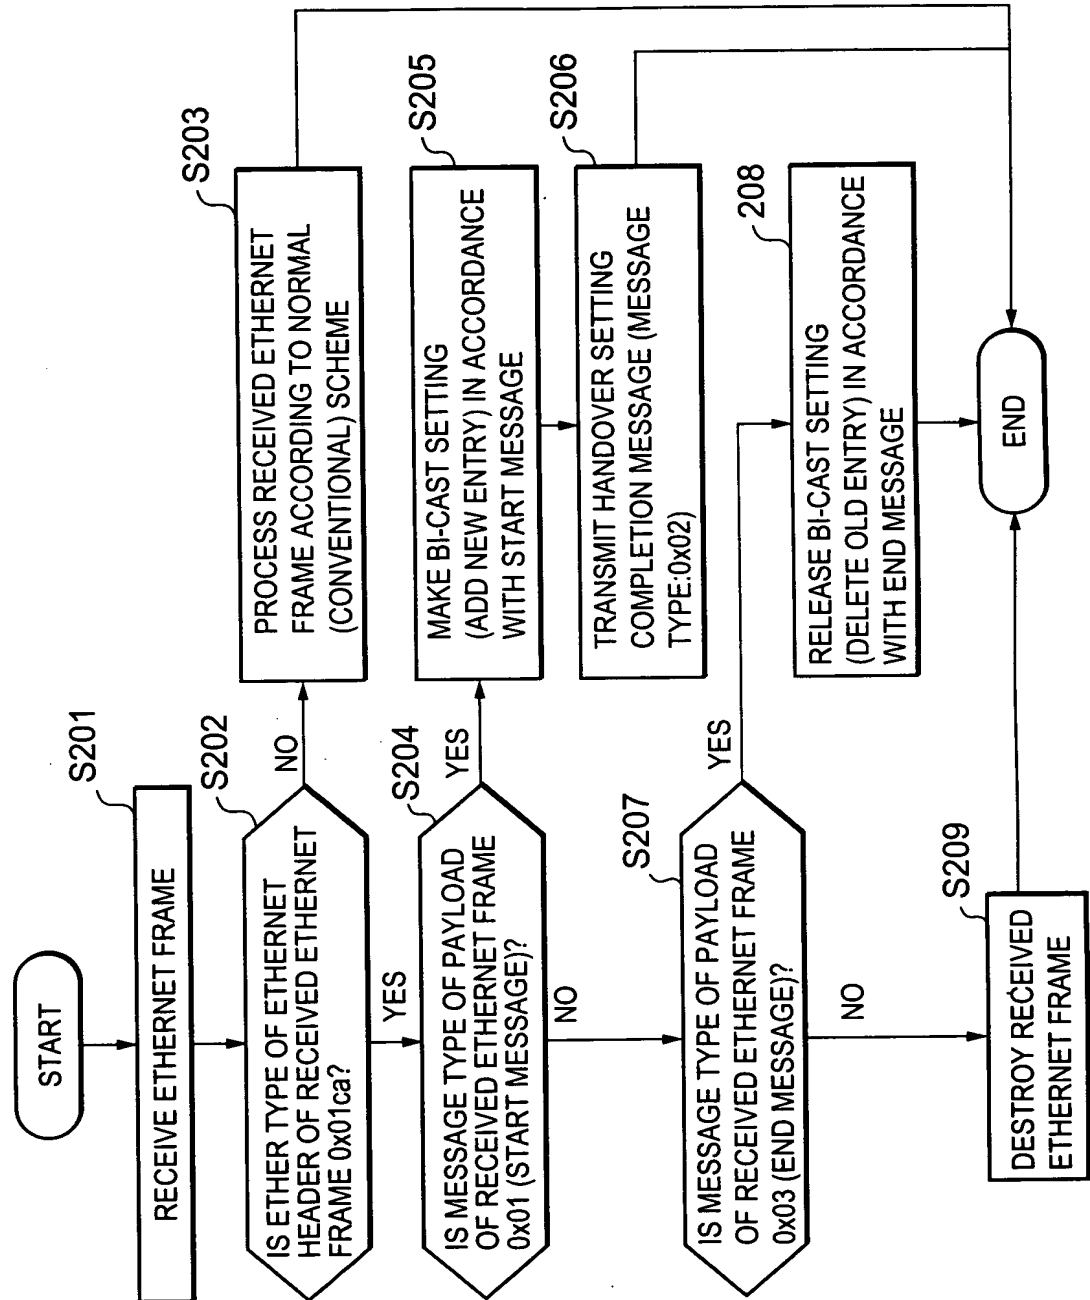 START
S201
RECEIVE ETHERNET FRAME
S202
IS ETHER TYPE OF ETHERNET
HEADER OF RECEIVED ETHERNET
FRAME 0x01ca?
NO
YES
S203
PROCESS RECEIVED ETHERNET
FRAME ACCORDING TO NORMAL
(CONVENTIONAL) SCHEME
S204
IS MESSAGE TYPE OF PAYLOAD
OF RECEIVED ETHERNET FRAME
0x01 (START MESSAGE)?
YES
NO
S205
MAKE BI-CAST SETTING
(ADD NEW ENTRY) IN ACCORDANCE
WITH START MESSAGE
S206
TRANSMIT HANDOVER SETTING
COMPLETION MESSAGE (MESSAGE
TYPE:0x02)
S207
IS MESSAGE TYPE OF PAYLOAD
OF RECEIVED ETHERNET FRAME
0x03 (END MESSAGE)?
YES
NO
208
RELEASE BI-CAST SETTING
(DELETE OLD ENTRY) IN ACCORDANCE
WITH END MESSAGE
S209
DESTROY RECEIVED
ETHERNET FRAME
END